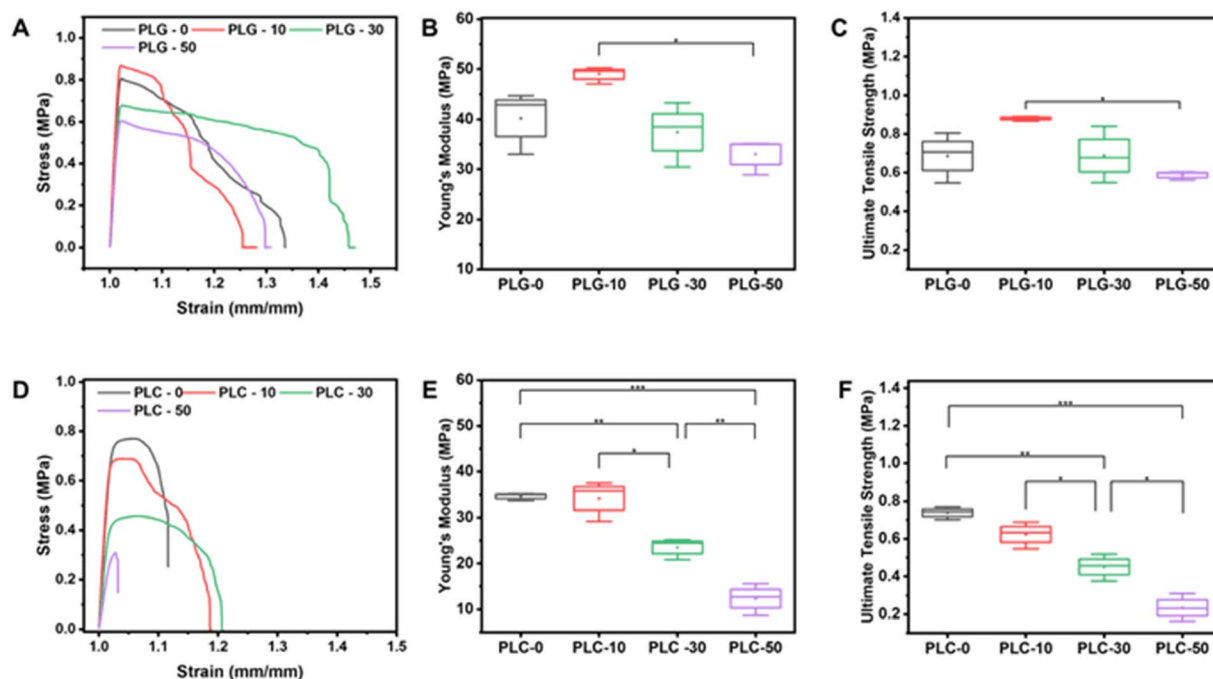 A
PLG - 0 PLG - 10 PLG - 30
PLG - 50
Stress (MPa)
1.0
0.8
0.6
0.4
0.2
0.0
1.0 1.1 1.2 1.3 1.4 1.5
Strain (mm/mm)
B
Young's Modulus (MPa)
60
50
40
30
20
10
*
PLG-0 PLG-10 PLG -30 PLG-50
C
Ultimate Tensile Strength (MPa)
1.4
1.2
1.0
0.8
0.6
0.4
0.2
*
PLG-0 PLG-10 PLG-30 PLG-50
D
PLC - 0 PLC - 10 PLC - 30
PLC - 50
Stress (MPa)
1.0
0.8
0.6
0.4
0.2
0.0
1.0 1.1 1.2 1.3 1.4 1.5
Strain (mm/mm)
E
Young's Modulus (MPa)
60
50
40
30
20
10
***
** **
*
PLC-0 PLC-10 PLC -30 PLC-50
F
Ultimate Tensile Strength (MPa)
1.4
1.2
1.0
0.8
0.6
0.4
0.2
***
**
* *
PLC-0 PLC-10 PLC-30 PLC-50